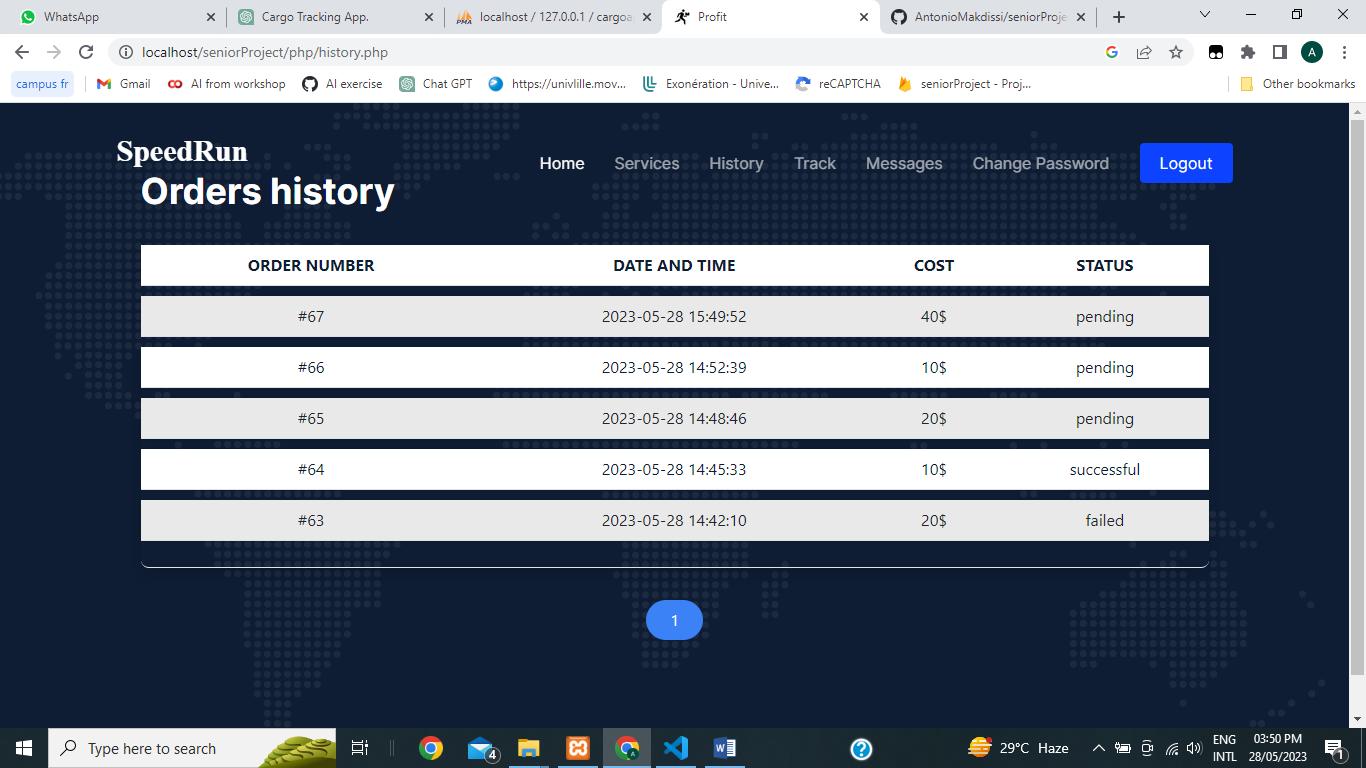 WhatsApp
Cargo Tracking App.
localhost / 127.0.0.1 / cargoa
Profit
AntonioMakdissi/seniorProje
localhost/seniorProject/php/history.php
A
campus fr
Gmail
AI from workshop
AI exercise
Chat GPT
https://univlille.mov...
Exonération - Unive...
reCAPTCHA
seniorProject - Proj...
Other bookmarks
SpeedRun
Home Services History Track Messages Change Password Logout
Orders history
ORDER NUMBER DATE AND TIME COST STATUS
#67 2023-05-28 15:49:52 40$ pending
#66 2023-05-28 14:52:39 10$ pending
#65 2023-05-28 14:48:46 20$ pending
#64 2023-05-28 14:45:33 10$ successful
#63 2023-05-28 14:42:10 20$ failed
1
Type here to search
4
29°C Haze
ENG
INTL
03:50 PM
28/05/2023
1